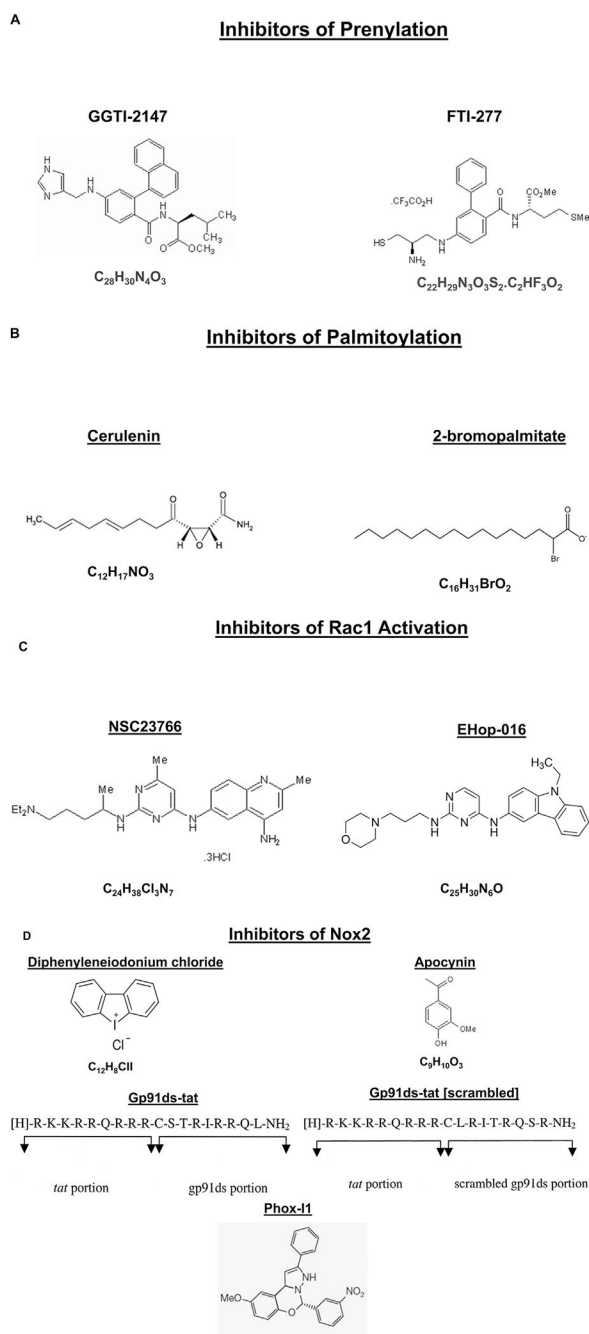 A
Inhibitors of Prenylation
GGTI-2147
FTI-277
H
N
N
H
N
O
N
H
O
OCH₃
CH₃
CH₃
C₂₈H₃₀N₄O₃
.CF₃CO₂H
HS
NH₂
H
N
O
N
H
CO₂Me
SMe
C₂₂H₂₉N₃O₃S₂.C₂HF₃O₂
B
Inhibitors of Palmitoylation
Cerulenin
2-bromopalmitate
H₃C
O
O
NH₂
H
O
H
C₁₂H₁₇NO₃
O
O⁻
Br
C₁₆H₃₁BrO₂
Inhibitors of Rac1 Activation
C
NSC23766
EHop-016
Me
Me
Et₂N
N
H
N
N
N
H
N
Me
NH₂
.3HCl
C₂₄H₃₈Cl₃N₇
H₃C
N
N
N
O
N
NH
N
NH
C₂₅H₃₀N₆O
D
Inhibitors of Nox2
Diphenyleneiodonium chloride
Apocynin
I⁺
Cl⁻
C₁₂H₈ClI
O
OMe
OH
C₉H₁₀O₃
Gp91ds-tat
Gp91ds-tat [scrambled]
[H]-R-K-K-R-R-Q-R-R-R-C-S-T-R-I-R-R-Q-L-NH₂
[H]-R-K-K-R-R-Q-R-R-R-C-L-R-I-T-R-Q-S-R-NH₂
tat portion
gp91ds portion
tat portion
scrambled gp91ds portion
Phox-I1
NH
N
MeO
O
NO₂